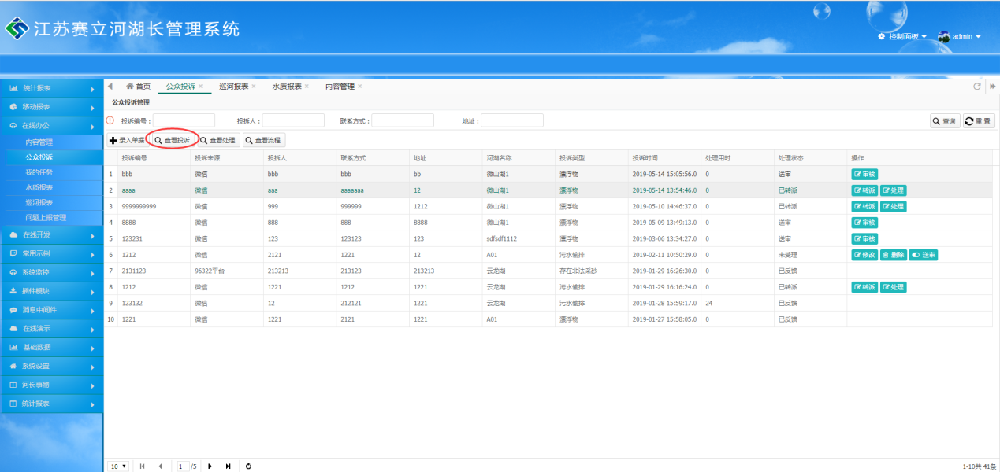 江苏赛立河湖长管理系统
控制面板 admin
首页 公众投诉 巡河报表 水质报表 内容管理
公众投诉管理
投诉编号： 投拆人： 联系方式： 地址： 查询 重置
录入单据 查看投诉 查看处理 查看流程
统计报表
移动报表
在线办公
内容管理
公众投诉
我的任务
水质报表
巡河报表
问题上报管理
在线开发
常用示例
系统监控
插件模块
消息中间件
在线演示
基础数据
系统设置
河长事物
统计报表
投诉编号 投诉来源 投拆人 联系方式 地址 河湖名称 投诉类型 投诉时间 处理用时 处理状态 操作
1 bbb 微信 bbb bbb bb 微山湖1 漂浮物 2019-05-14 15:05:56.0 0 送审 审核
2 aaaa 微信 aaa aaaaaaa 12 微山湖1 漂浮物 2019-05-14 13:54:46.0 0 已转派 转派 处理
3 9999999999 微信 999 999999 1212 微山湖1 漂浮物 2019-05-10 14:46:37.0 0 已转派 转派 处理
4 8888 微信 888 888 8888 微山湖1 漂浮物 2019-05-09 13:49:13.0 0 送审 审核
5 123231 微信 123 123123 123 sdfsdf1112 漂浮物 2019-03-06 13:34:27.0 0 送审 审核
6 1212 微信 2121 1221 12 A01 污水偷排 2019-02-11 10:50:29.0 0 未受理 修改 删除 送审
7 2131123 96322平台 213213 213123 213213 云龙湖 存在非法采砂 2019-01-29 16:26:30.0 0 已反馈
8 1212 微信 1221 1212 1221 云龙湖 污水偷排 2019-01-29 16:16:24.0 0 已转派 转派 处理
9 123132 微信 12 212121 1221 云龙湖 污水偷排 2019-01-28 15:59:17.0 24 已反馈
10 1221 微信 1221 2121 1221 A01 漂浮物 2019-01-27 15:58:05.0 0 已反馈
10 1 /5 1-10共 41条